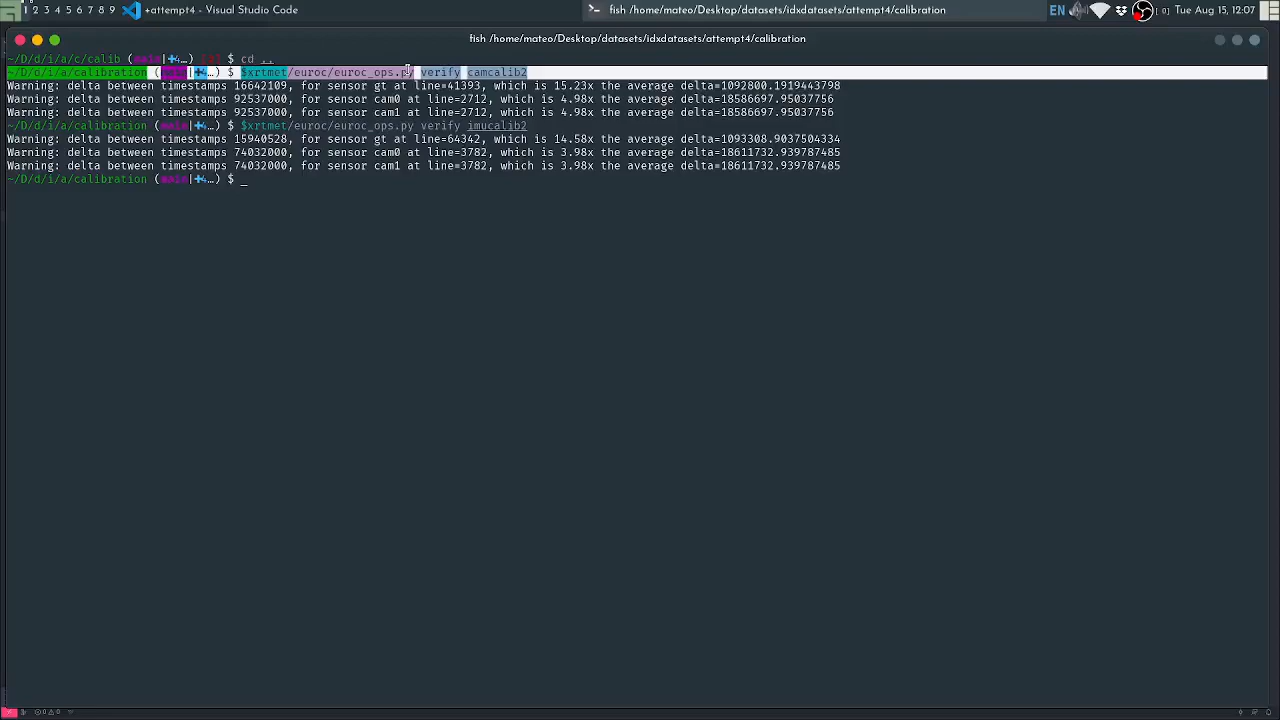 1 2 3 4 5 6 7 8 9 +attempt4 - Visual Studio Code
fish /home/mateo/Desktop/datasets/idxdatasets/attempt4/calibration
EN
Tue Aug 15, 12:07
fish /home/mateo/Desktop/datasets/idxdatasets/attempt4/calibration
~/D/d/i/a/c/calib (main|✚4…) $ cd ..
~/D/d/i/a/calibration (main|✚4…) $ $xrtmet/euroc/euroc_ops.py verify camcalib2
Warning: delta between timestamps 16642109, for sensor gt at line=41393, which is 15.23x the average delta=1092800.1919443798
Warning: delta between timestamps 92537000, for sensor cam0 at line=2712, which is 4.98x the average delta=18586697.95037756
Warning: delta between timestamps 92537000, for sensor cam1 at line=2712, which is 4.98x the average delta=18586697.95037756
~/D/d/i/a/calibration (main|✚4…) $ $xrtmet/euroc/euroc_ops.py verify imucalib2
Warning: delta between timestamps 15940528, for sensor gt at line=64342, which is 14.58x the average delta=1093308.9037504334
Warning: delta between timestamps 74032000, for sensor cam0 at line=3782, which is 3.98x the average delta=18611732.939787485
Warning: delta between timestamps 74032000, for sensor cam1 at line=3782, which is 3.98x the average delta=18611732.939787485
~/D/d/i/a/calibration (main|✚4…) $ _